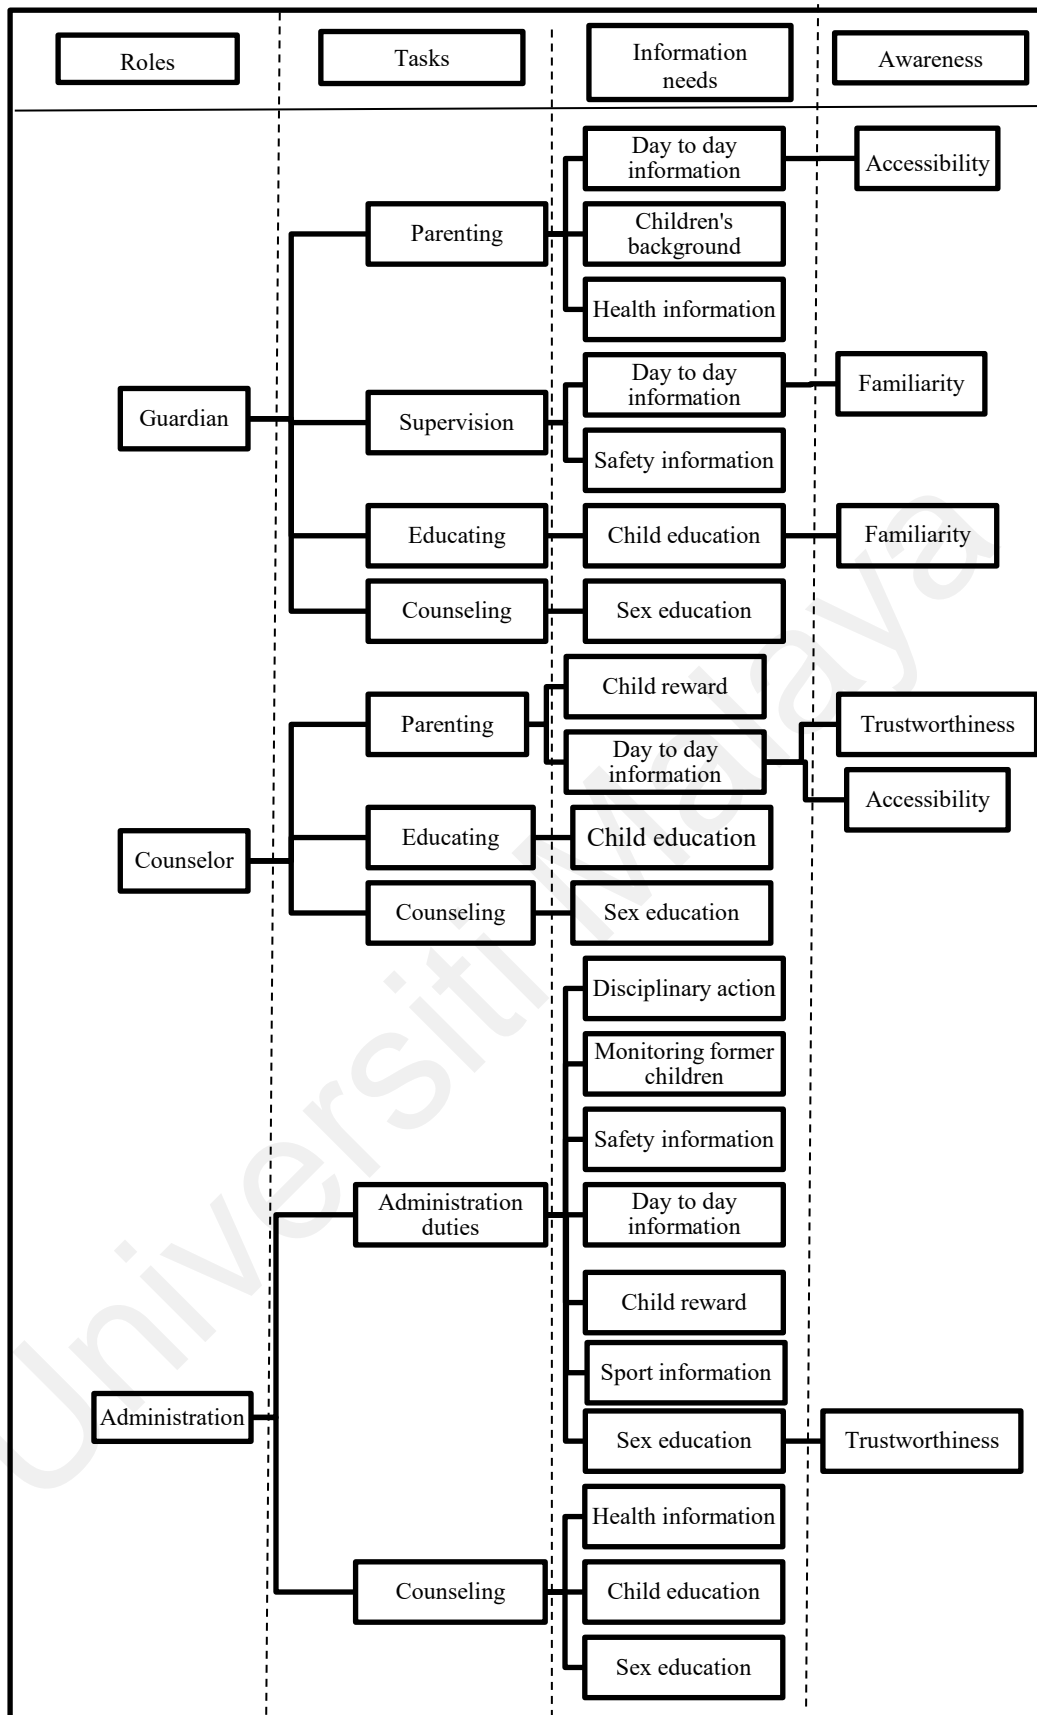 Roles
Tasks
Information
needs
Awareness
Day to day
information
Accessibility
Parenting
Children's
background
Health information
Guardian
Supervision
Day to day
information
Familiarity
Safety information
Educating
Child education
Familiarity
Counseling
Sex education
Child reward
Parenting
Day to day
information
Trustworthiness
Accessibility
Counselor
Educating
Child education
Counseling
Sex education
Disciplinary action
Monitoring former
children
Safety information
Administration
duties
Day to day
information
Child reward
Sport information
Administration
Sex education
Trustworthiness
Health information
Counseling
Child education
Sex education
Universiti Malaya